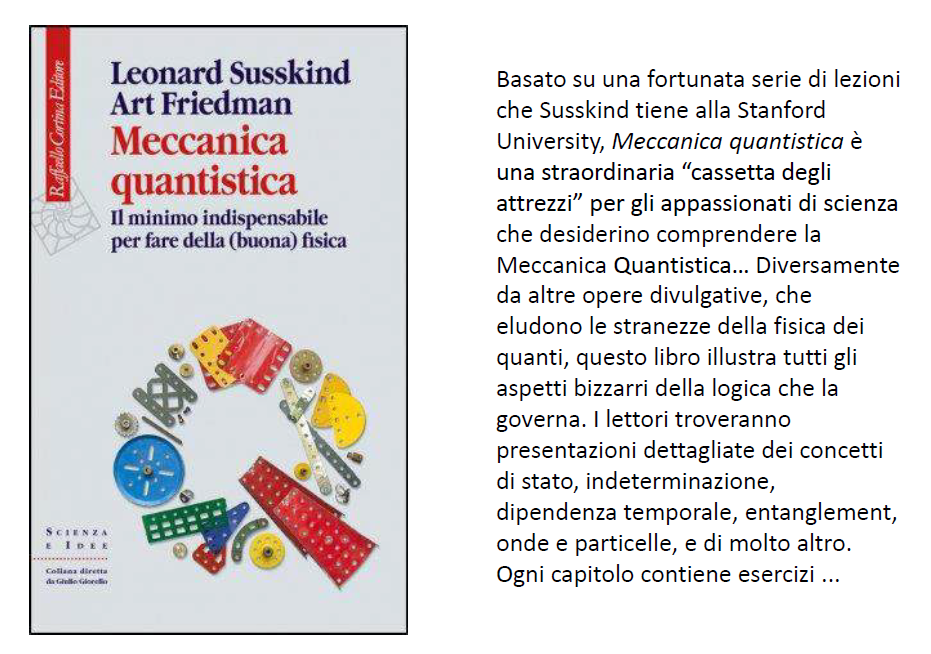 Raffaello Cortina Editore
Leonard Susskind
Art Friedman
Meccanica
quantistica
Il minimo indispensabile
per fare della (buona) fisica
SCIENZA
E IDEE
Collana diretta
da Giulio Giorello
Basato su una fortunata serie di lezioni
che Susskind tiene alla Stanford
University, Meccanica quantistica è
una straordinaria “cassetta degli
attrezzi” per gli appassionati di scienza
che desiderino comprendere la
Meccanica Quantistica… Diversamente
da altre opere divulgative, che
eludono le stranezze della fisica dei
quanti, questo libro illustra tutti gli
aspetti bizzarri della logica che la
governa. I lettori troveranno
presentazioni dettagliate dei concetti
di stato, indeterminazione,
dipendenza temporale, entanglement,
onde e particelle, e di molto altro.
Ogni capitolo contiene esercizi ...